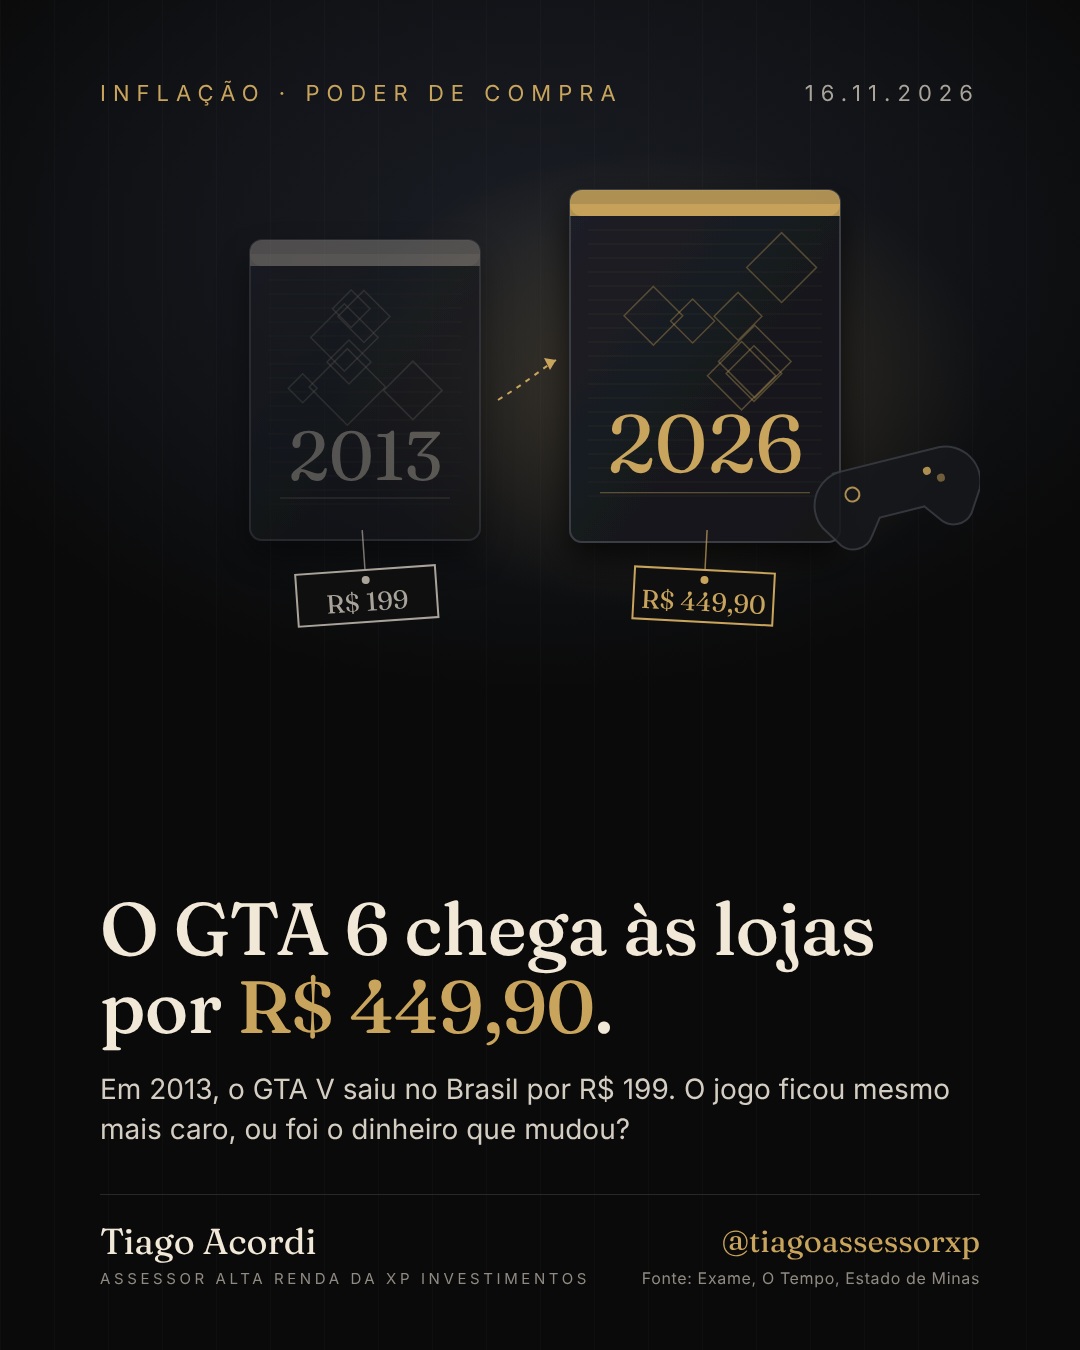 INFLAÇÃO · PODER DE COMPRA
16.11.2026
2013
2026
R$ 199
R$ 449,90
O GTA 6 chega às lojas
por R$ 449,90.
Em 2013, o GTA V saiu no Brasil por R$ 199. O jogo ficou mesmo
mais caro, ou foi o dinheiro que mudou?
Tiago Acordi
@tiagoassessorxp
ASSESSOR ALTA RENDA DA XP INVESTIMENTOS
Fonte: Exame, O Tempo, Estado de Minas